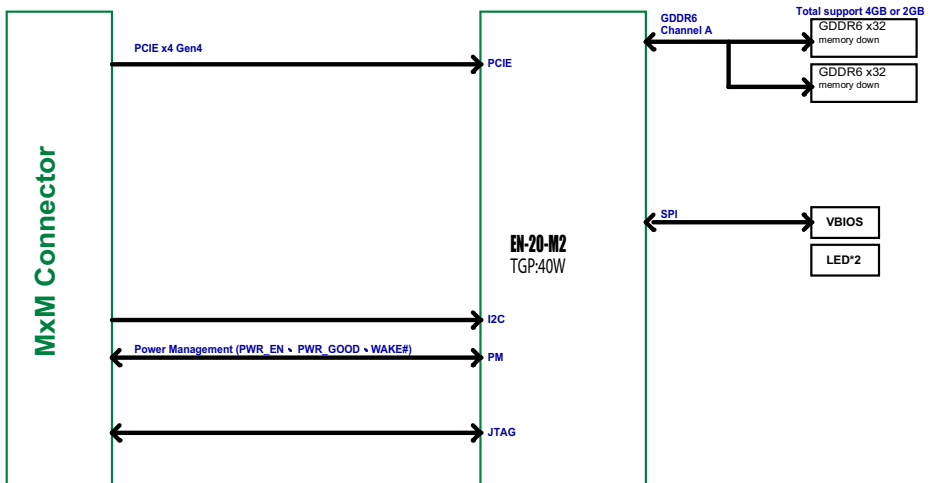 Total support 4GB or 2GB
GDDR6
Channel A
GDDR6 x32
memory down
PCIE x4 Gen4
PCIE
GDDR6 x32
memory down
MxM Connector
SPI
VBIOS
EN-20-M2
TGP:40W
LED*2
I2C
Power Management (PWR_EN、PWR_GOOD、WAKE#)
PM
JTAG